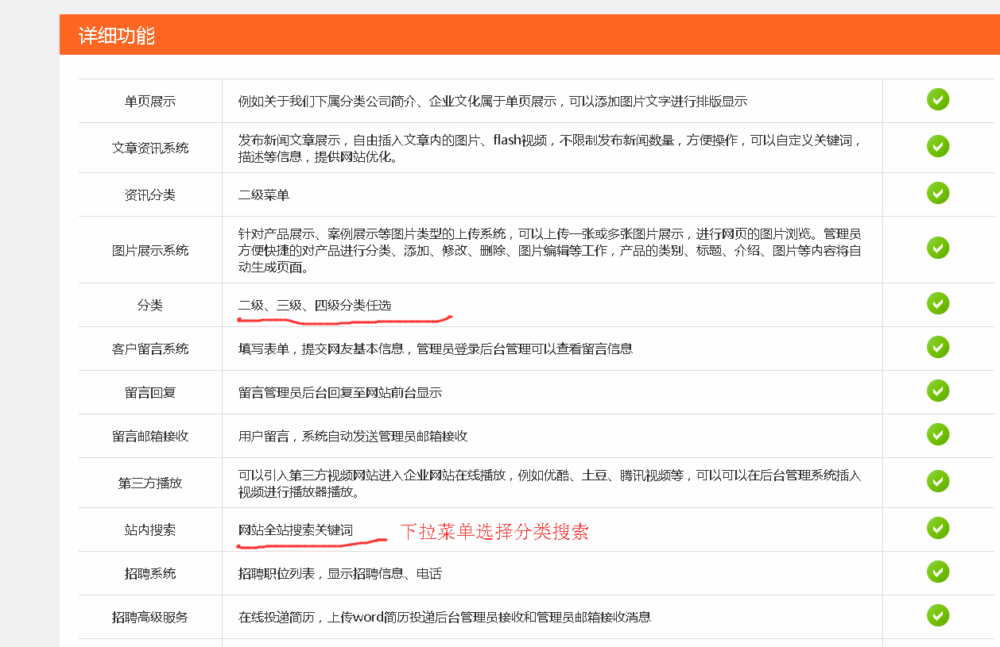 详细功能
单页展示
例如关于我们下属分类公司简介、企业文化属于单页展示，可以添加图片文字进行排版显示
文章资讯系统
发布新闻文章展示，自由插入文章内的图片、flash视频，不限制发布新闻数量，方便操作，可以自定义关键词，
描述等信息，提供网站优化。
资讯分类
二级菜单
图片展示系统
针对产品展示、案例展示等图片类型的上传系统，可以上传一张或多张图片展示，进行网页的图片浏览。管理员
方便快捷的对产品进行分类、添加、修改、删除、图片编辑等工作，产品的类别、标题、介绍、图片等内容将自
动生成页面。
分类
二级、三级、四级分类任选
客户留言系统
填写表单，提交网友基本信息，管理员登录后台管理可以查看留言信息
留言回复
留言管理员后台回复至网站前台显示
留言邮箱接收
用户留言，系统自动发送管理员邮箱接收
第三方播放
可以引入第三方视频网站进入企业网站在线播放，例如优酷、土豆、腾讯视频等，可以可以在后台管理系统插入
视频进行播放器播放。
站内搜索
网站全站搜索关键词 下拉菜单选择分类搜索
招聘系统
招聘职位列表，显示招聘信息、电话
招聘高级服务
在线投递简历，上传word简历投递后台管理员接收和管理员邮箱接收消息